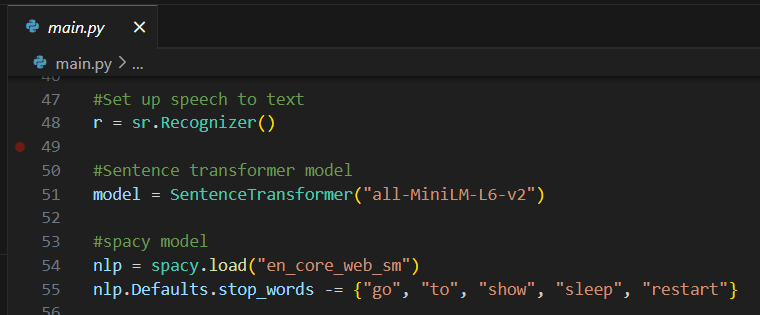 main.py ×
main.py > ...
46
47 #Set up speech to text
48 r = sr.Recognizer()
49
50 #Sentence transformer model
51 model = SentenceTransformer("all-MiniLM-L6-v2")
52
53 #spacy model
54 nlp = spacy.load("en_core_web_sm")
55 nlp.Defaults.stop_words -= {"go", "to", "show", "sleep", "restart"}
56